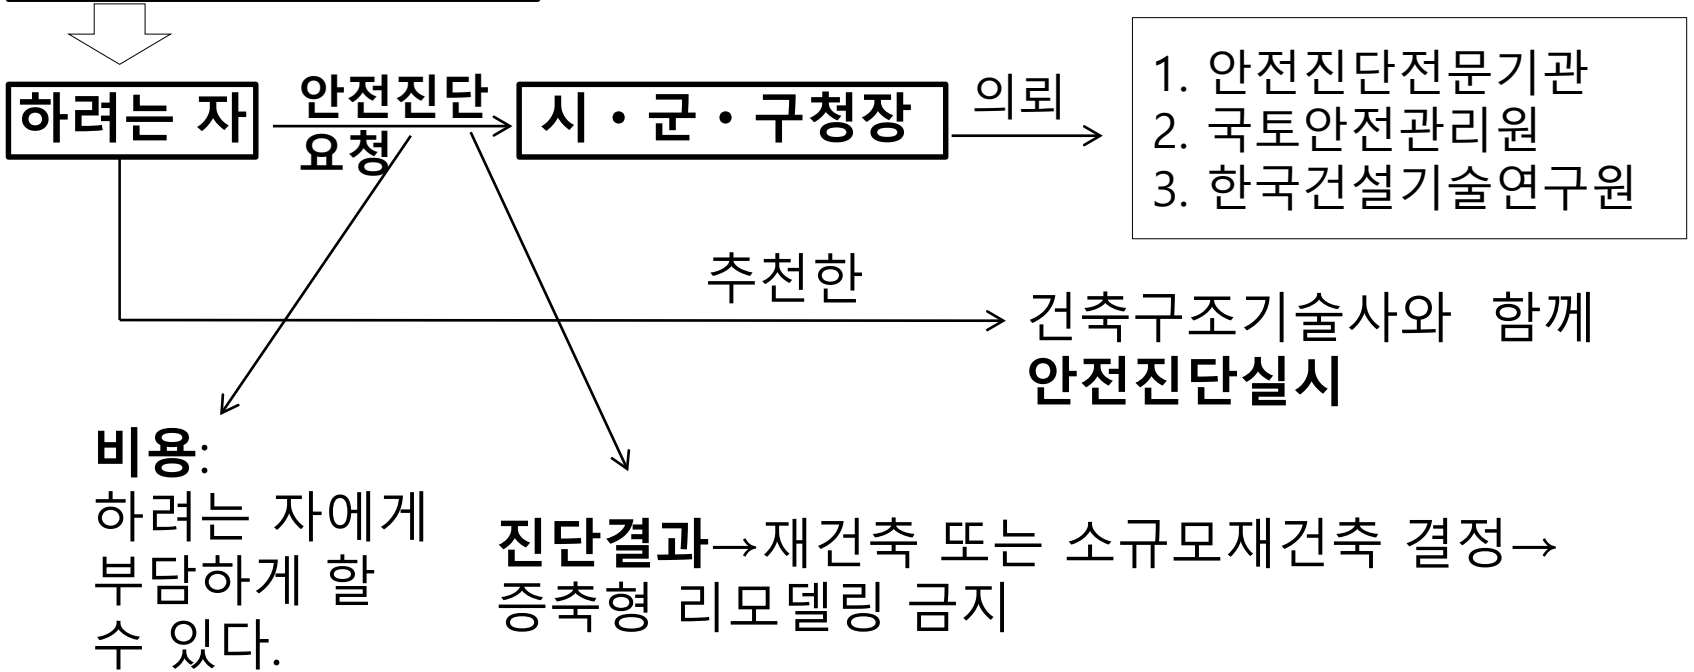 하려는 자
안전진단
요청
시・군・구청장
의뢰
1. 안전진단전문기관
2. 국토안전관리원
3. 한국건설기술연구원
추천한
건축구조기술사와 함께
안전진단실시
비용:
하려는 자에게
부담하게 할
수 있다.
진단결과→재건축 또는 소규모재건축 결정→
증축형 리모델링 금지